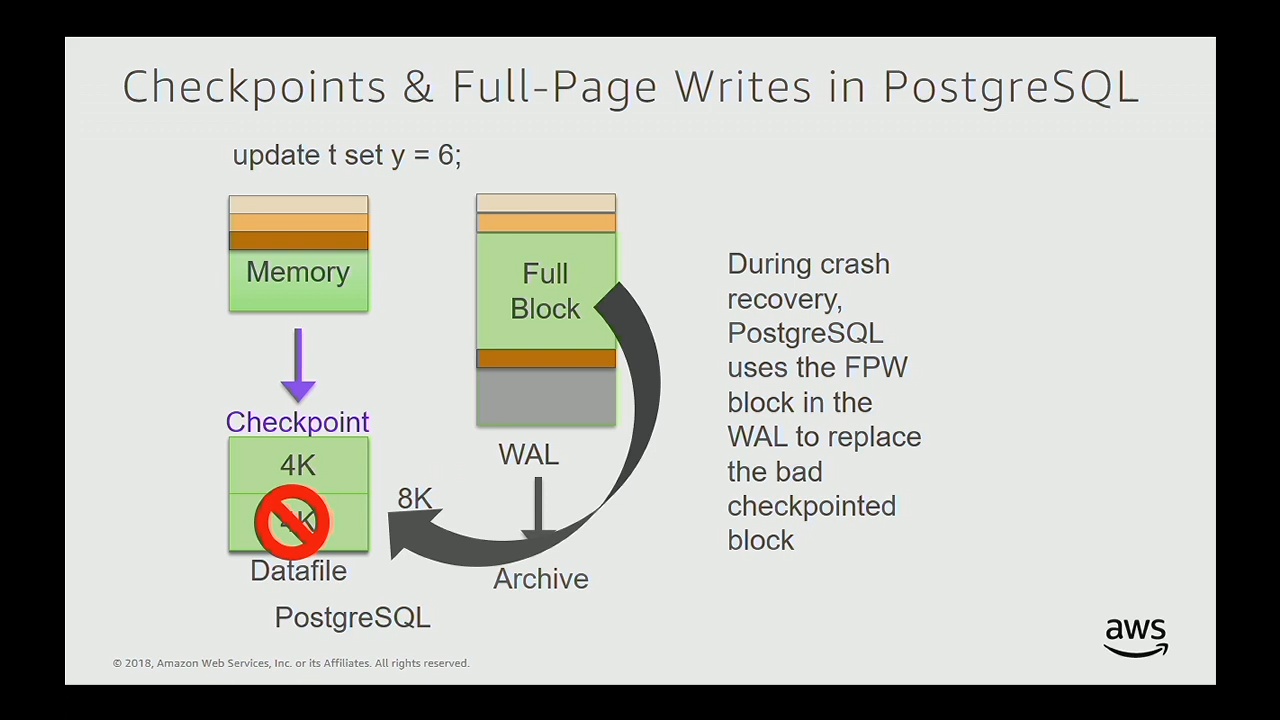 Checkpoints & Full-Page Writes in PostgreSQL
update t set y = 6;
Memory
Full
Block
During crash
recovery,
PostgreSQL
uses the FPW
block in the
WAL to replace
the bad
checkpointed
block
Checkpoint
4K
4K
8K
WAL
Datafile
Archive
PostgreSQL
aws
© 2018, Amazon Web Services, Inc. or its Affiliates. All rights reserved.